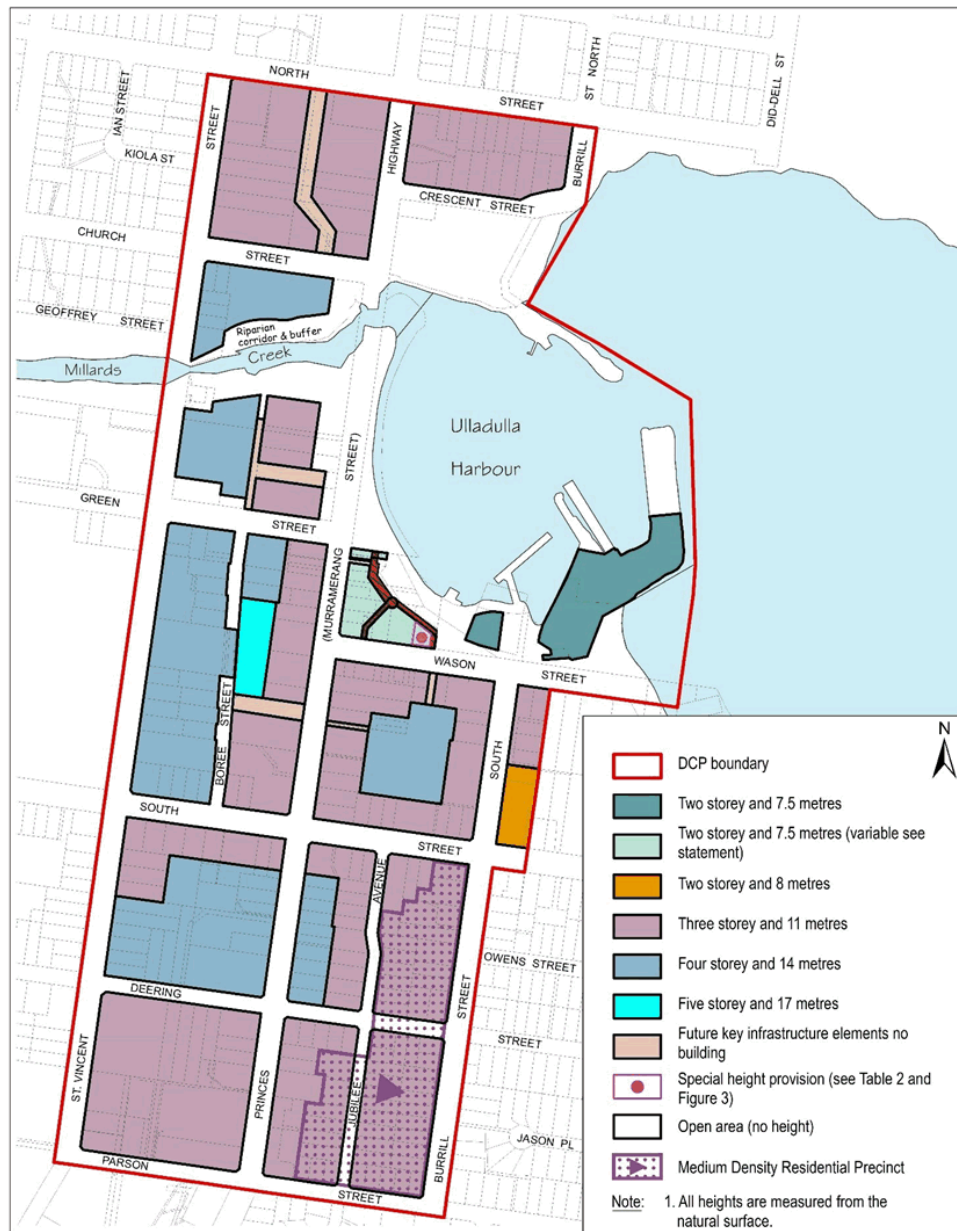 NORTH
STREET
ST NORTH
DID-DELL ST
IAN STREET
KIOLA ST
STREET
HIGHWAY
BURRILL
CRESCENT STREET
CHURCH
STREET
GEOFFREY STREET
Riparian
corridor & buffer
Creek
Millards
Ulladulla
Harbour
STREET)
GREEN
STREET
(MURRAMERANG
WASON
STREET
BOREE STREET
SOUTH
SOUTH
STREET
AVENUE
OWENS STREET
DEERING
STREET
STREET
ST. VINCENT
PRINCES
JUBILEE
BURRILL
JASON PL
PARSON
STREET
N
DCP boundary
Two storey and 7.5 metres
Two storey and 7.5 metres (variable see
statement)
Two storey and 8 metres
Three storey and 11 metres
Four storey and 14 metres
Five storey and 17 metres
Future key infrastructure elements no
building
Special height provision (see Table 2 and
Figure 3)
Open area (no height)
Medium Density Residential Precinct
Note: 1. All heights are measured from the
natural surface.